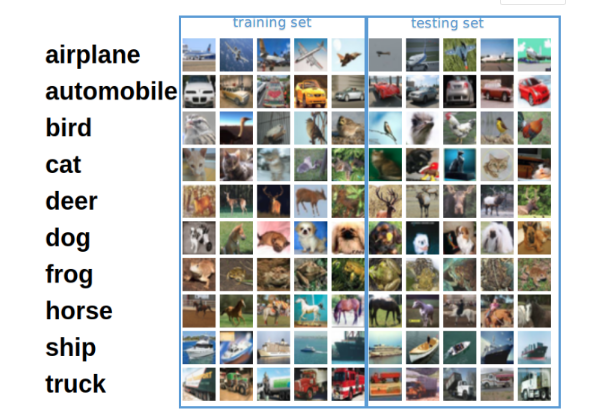 training set testing set
airplane
automobile
bird
cat
deer
dog
frog
horse
ship
truck